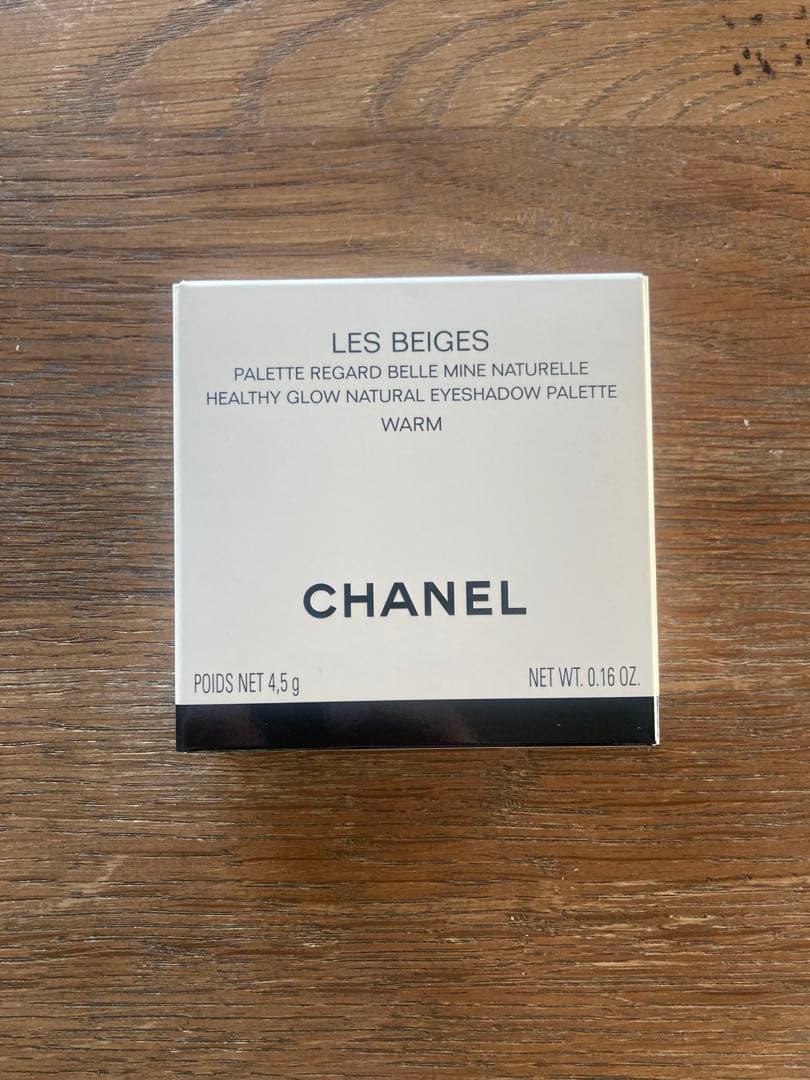 LES BEIGES
PALETTE REGARD BELLE MINE NATURELLE
HEALTHY GLOW NATURAL EYESHADOW PALETTE
WARM
CHANEL
POIDS NET 4,5 g NET WT. 0.16 OZ.